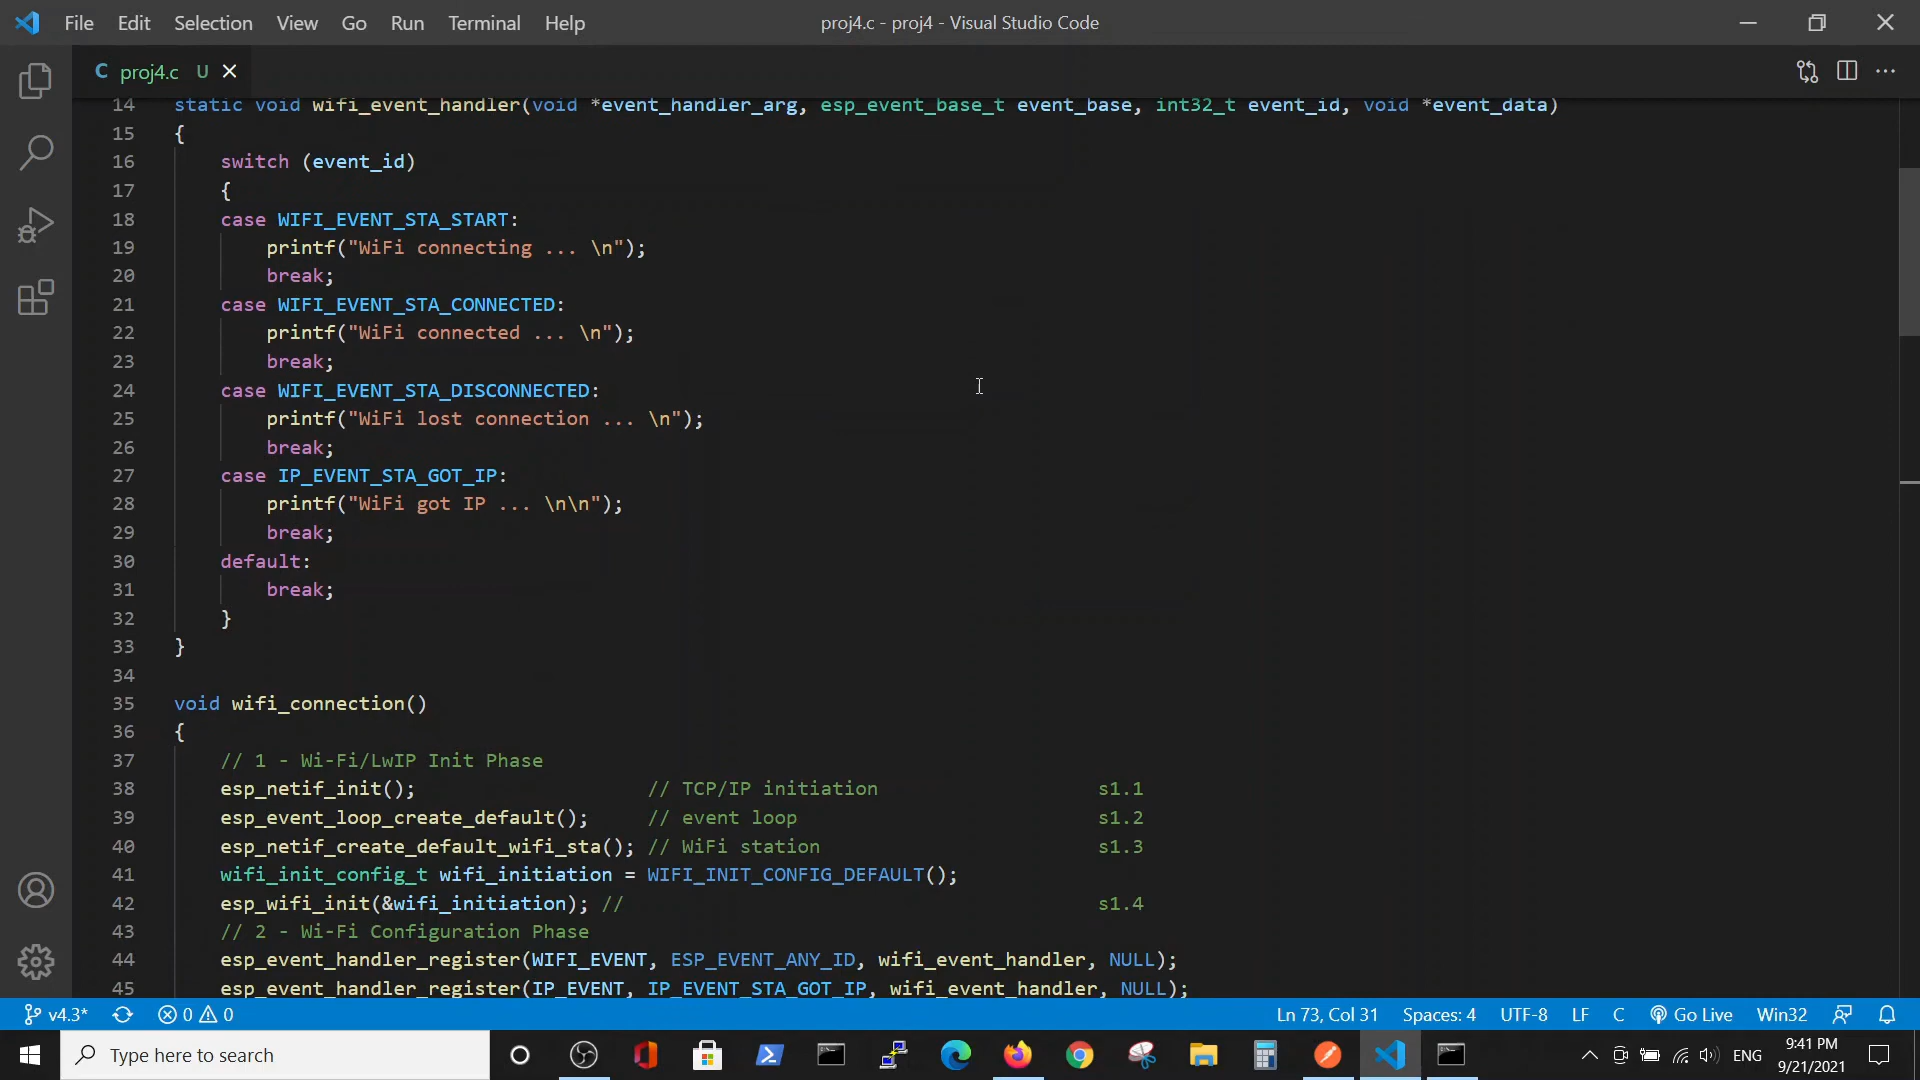 File Edit Selection View Go Run Terminal Help proj4.c - proj4 - Visual Studio Code
C proj4.c U
14 static void wifi_event_handler(void *event_handler_arg, esp_event_base_t event_base, int32_t event_id, void *event_data)
15 {
16 switch (event_id)
17 {
18 case WIFI_EVENT_STA_START:
19 printf("WiFi connecting ... \n");
20 break;
21 case WIFI_EVENT_STA_CONNECTED:
22 printf("WiFi connected ... \n");
23 break;
24 case WIFI_EVENT_STA_DISCONNECTED:
25 printf("WiFi lost connection ... \n");
26 break;
27 case IP_EVENT_STA_GOT_IP:
28 printf("WiFi got IP ... \n\n");
29 break;
30 default:
31 break;
32 }
33 }
34
35 void wifi_connection()
36 {
37 // 1 - Wi-Fi/LwIP Init Phase
38 esp_netif_init(); // TCP/IP initiation s1.1
39 esp_event_loop_create_default(); // event loop s1.2
40 esp_netif_create_default_wifi_sta(); // WiFi station s1.3
41 wifi_init_config_t wifi_initiation = WIFI_INIT_CONFIG_DEFAULT();
42 esp_wifi_init(&wifi_initiation); // s1.4
43 // 2 - Wi-Fi Configuration Phase
44 esp_event_handler_register(WIFI_EVENT, ESP_EVENT_ANY_ID, wifi_event_handler, NULL);
45 esp_event_handler_register(IP_EVENT, IP_EVENT_STA_GOT_IP, wifi_event_handler, NULL);
v4.3* 0 0 Ln 73, Col 31 Spaces: 4 UTF-8 LF C Go Live Win32
Type here to search ENG 9:41 PM
9/21/2021